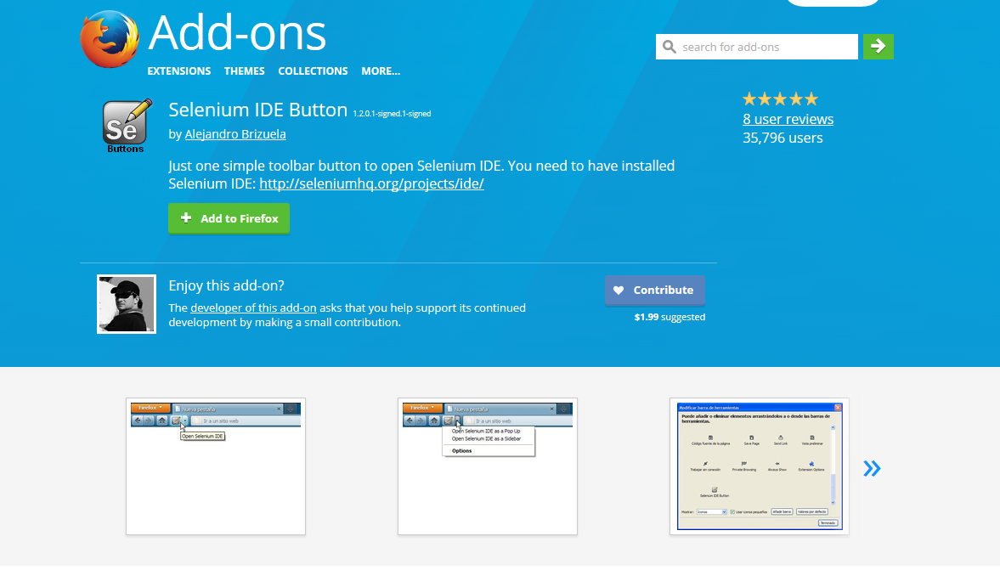 Add-ons
search for add-ons
EXTENSIONS THEMES COLLECTIONS MORE...
Se
Buttons
Selenium IDE Button 1.2.0.1-signed.1-signed
by Alejandro Brizuela
8 user reviews
35,796 users
Just one simple toolbar button to open Selenium IDE. You need to have installed
Selenium IDE: http://seleniumhq.org/projects/ide/
Add to Firefox
Enjoy this add-on?
The developer of this add-on asks that you help support its continued
development by making a small contribution.
Contribute
$1.99 suggested
Firefox
Nueva pestaña
Ir a un sitio web
Open Selenium IDE
Firefox
Nueva pestaña
Ir a un sitio web
Open Selenium IDE as a Pop Up
Open Selenium IDE as a Sidebar
Options
Modificar barra de herramientas
Puede añadir o eliminar elementos arrastrándolos a o desde las barras de
herramientas.
Código fuente de la página Save Page Send Link Vista preliminar
Trabajar sin conexión Private Browsing Always Show Extension Options
Selenium IDE Button
Mostrar: Iconos Usar iconos pequeños Añadir barra Valores por defecto
Terminado